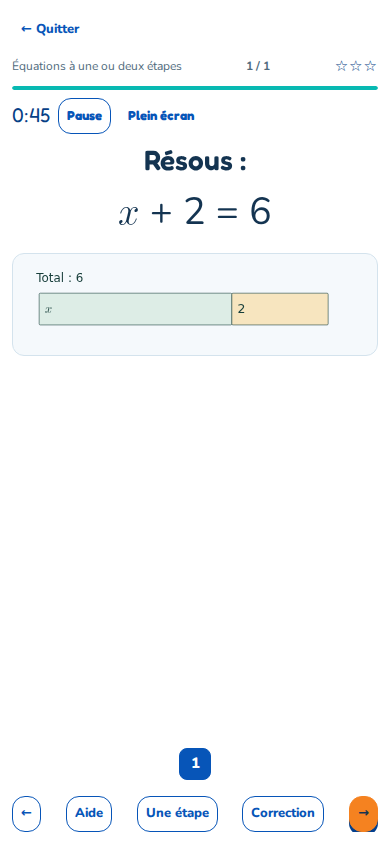 ← Quitter
Équations à une ou deux étapes 1 / 1 ☆☆☆
0:45 Pause Plein écran
Résous :
x + 2 = 6
Total : 6
x 2
1
← Aide Une étape Correction →